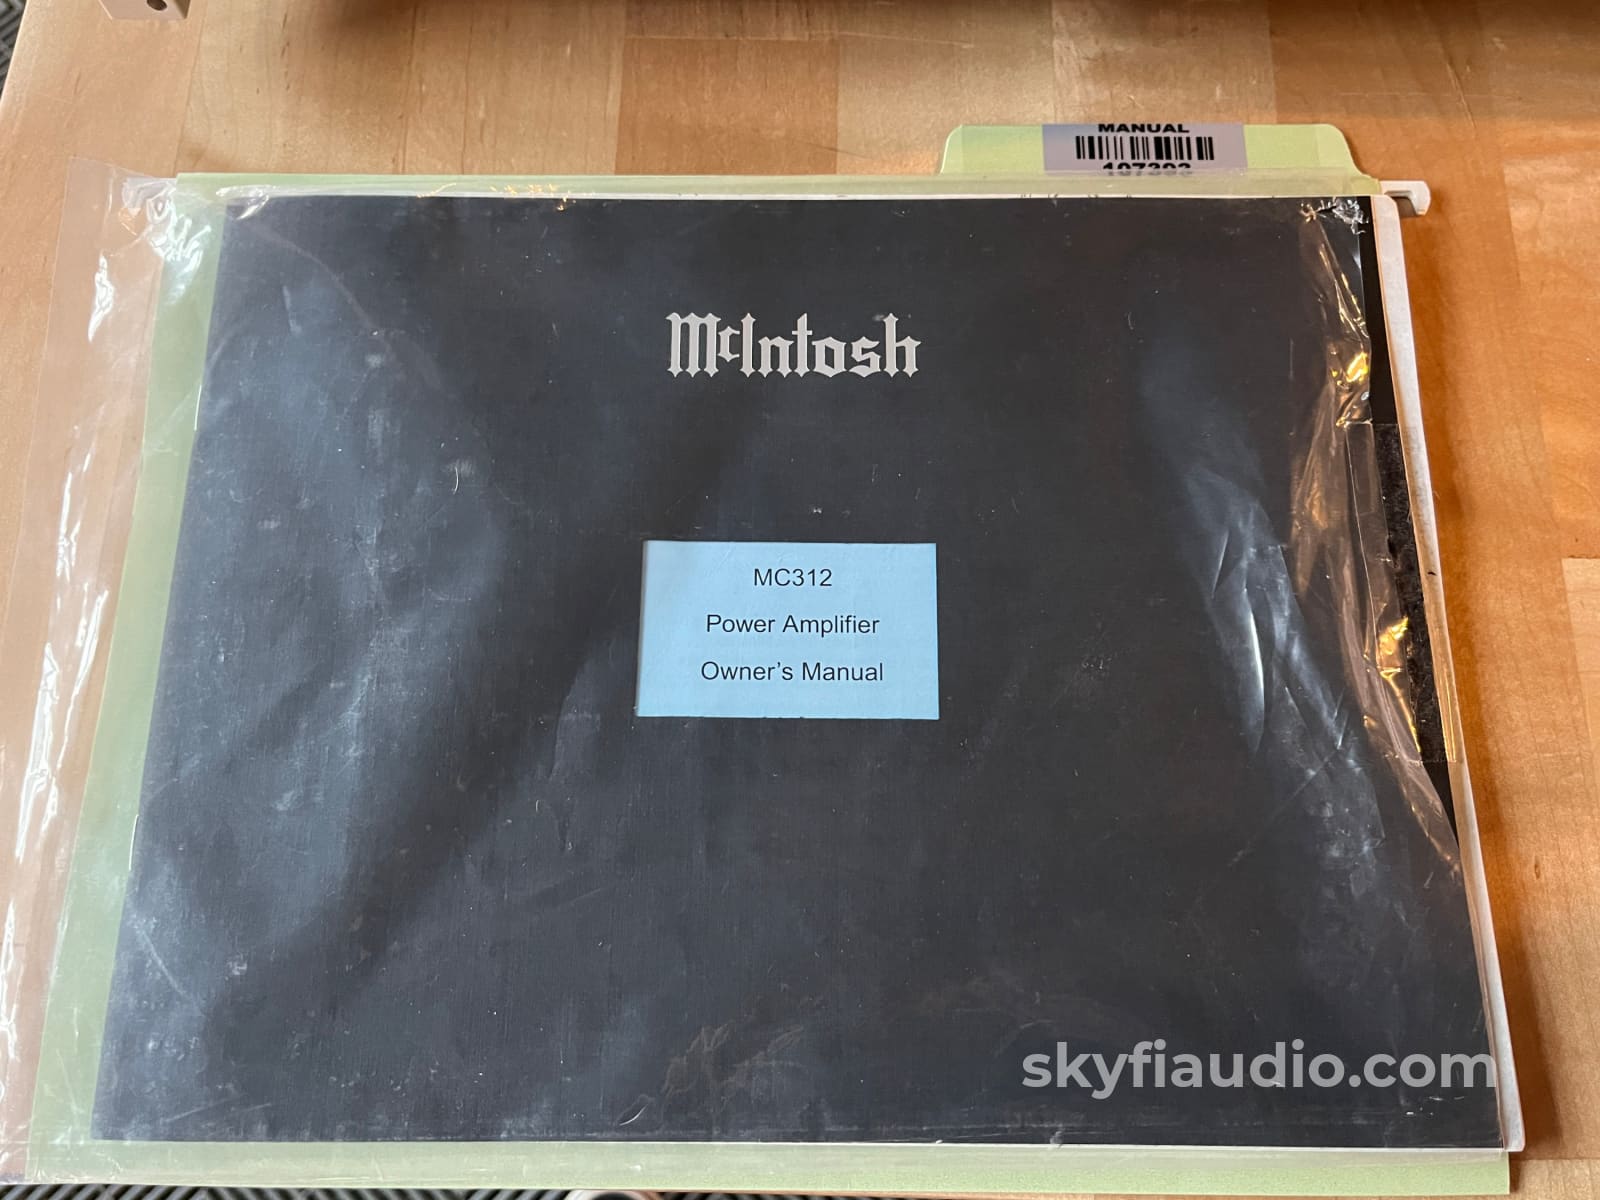 MANUAL
McIntosh
MC312
Power Amplifier
Owner's Manual
skyfiaudio.com